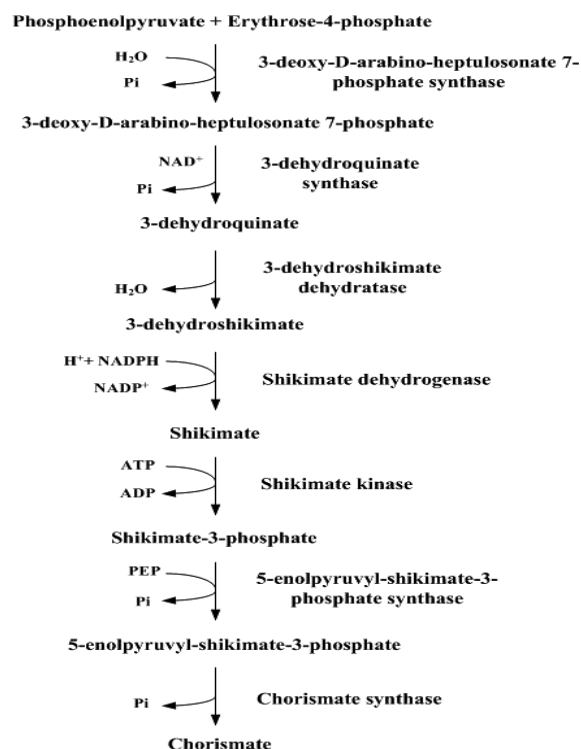 Phosphoenolpyruvate + Erythrose-4-phosphate
H₂O
Pi
3-deoxy-D-arabino-heptulosonate 7-
phosphate synthase
3-deoxy-D-arabino-heptulosonate 7-phosphate
NAD⁺
Pi
3-dehydroquinate
synthase
3-dehydroquinate
H₂O
3-dehydroshikimate
dehydratase
3-dehydroshikimate
H⁺+ NADPH
NADP⁺
Shikimate dehydrogenase
Shikimate
ATP
ADP
Shikimate kinase
Shikimate-3-phosphate
PEP
Pi
5-enolpyruvyl-shikimate-3-
phosphate synthase
5-enolpyruvyl-shikimate-3-phosphate
Pi
Chorismate synthase
Chorismate